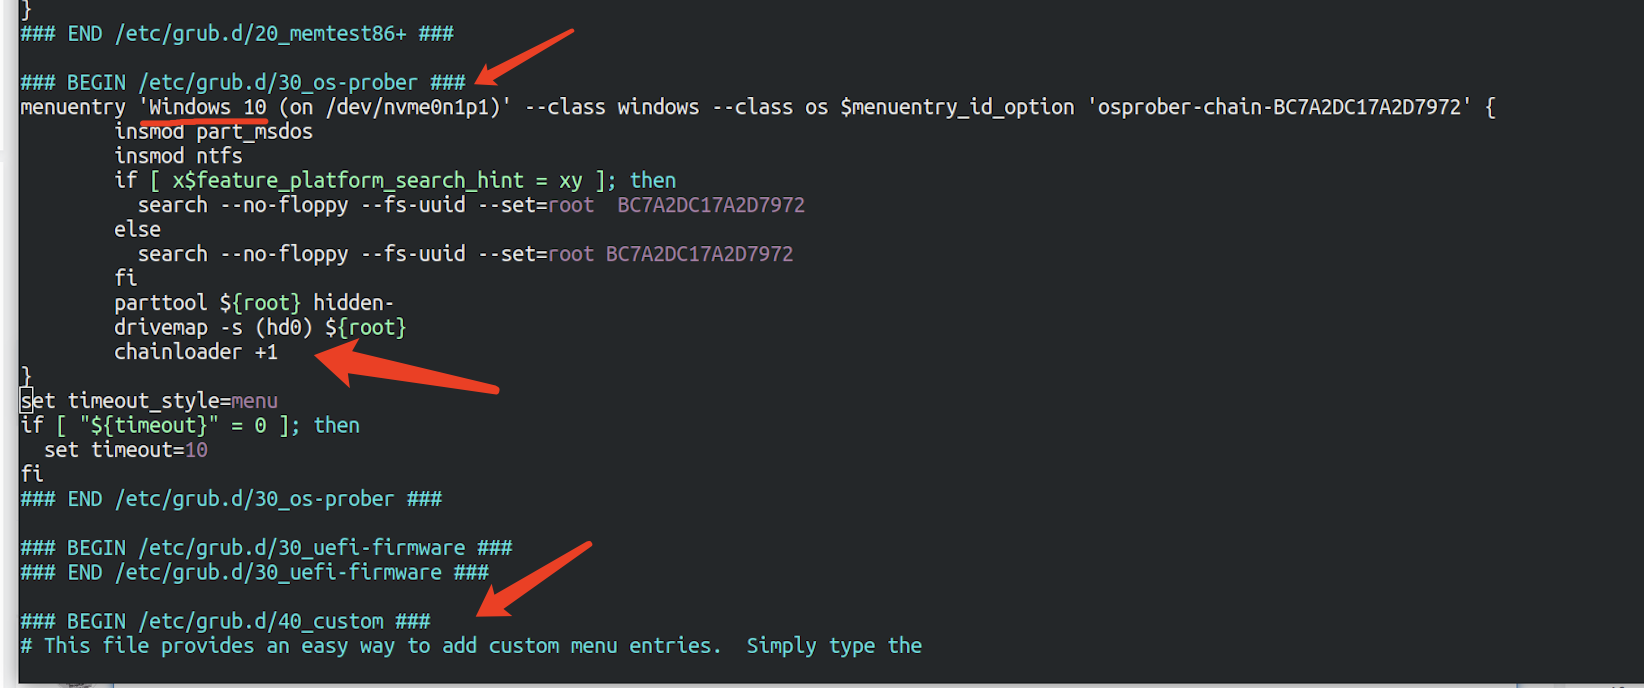 }
### END /etc/grub.d/20_memtest86+ ###
### BEGIN /etc/grub.d/30_os-prober ###
menuentry 'Windows 10 (on /dev/nvme0n1p1)' --class windows --class os $menuentry_id_option 'osprober-chain-BC7A2DC17A2D7972' {
insmod part_msdos
insmod ntfs
if [ x$feature_platform_search_hint = xy ]; then
search --no-floppy --fs-uuid --set=root  BC7A2DC17A2D7972
else
search --no-floppy --fs-uuid --set=root BC7A2DC17A2D7972
fi
parttool ${root} hidden-
drivemap -s (hd0) ${root}
chainloader +1
}
set timeout_style=menu
if [ "${timeout}" = 0 ]; then
set timeout=10
fi
### END /etc/grub.d/30_os-prober ###
### BEGIN /etc/grub.d/30_uefi-firmware ###
### END /etc/grub.d/30_uefi-firmware ###
### BEGIN /etc/grub.d/40_custom ###
# This file provides an easy way to add custom menu entries.  Simply type the